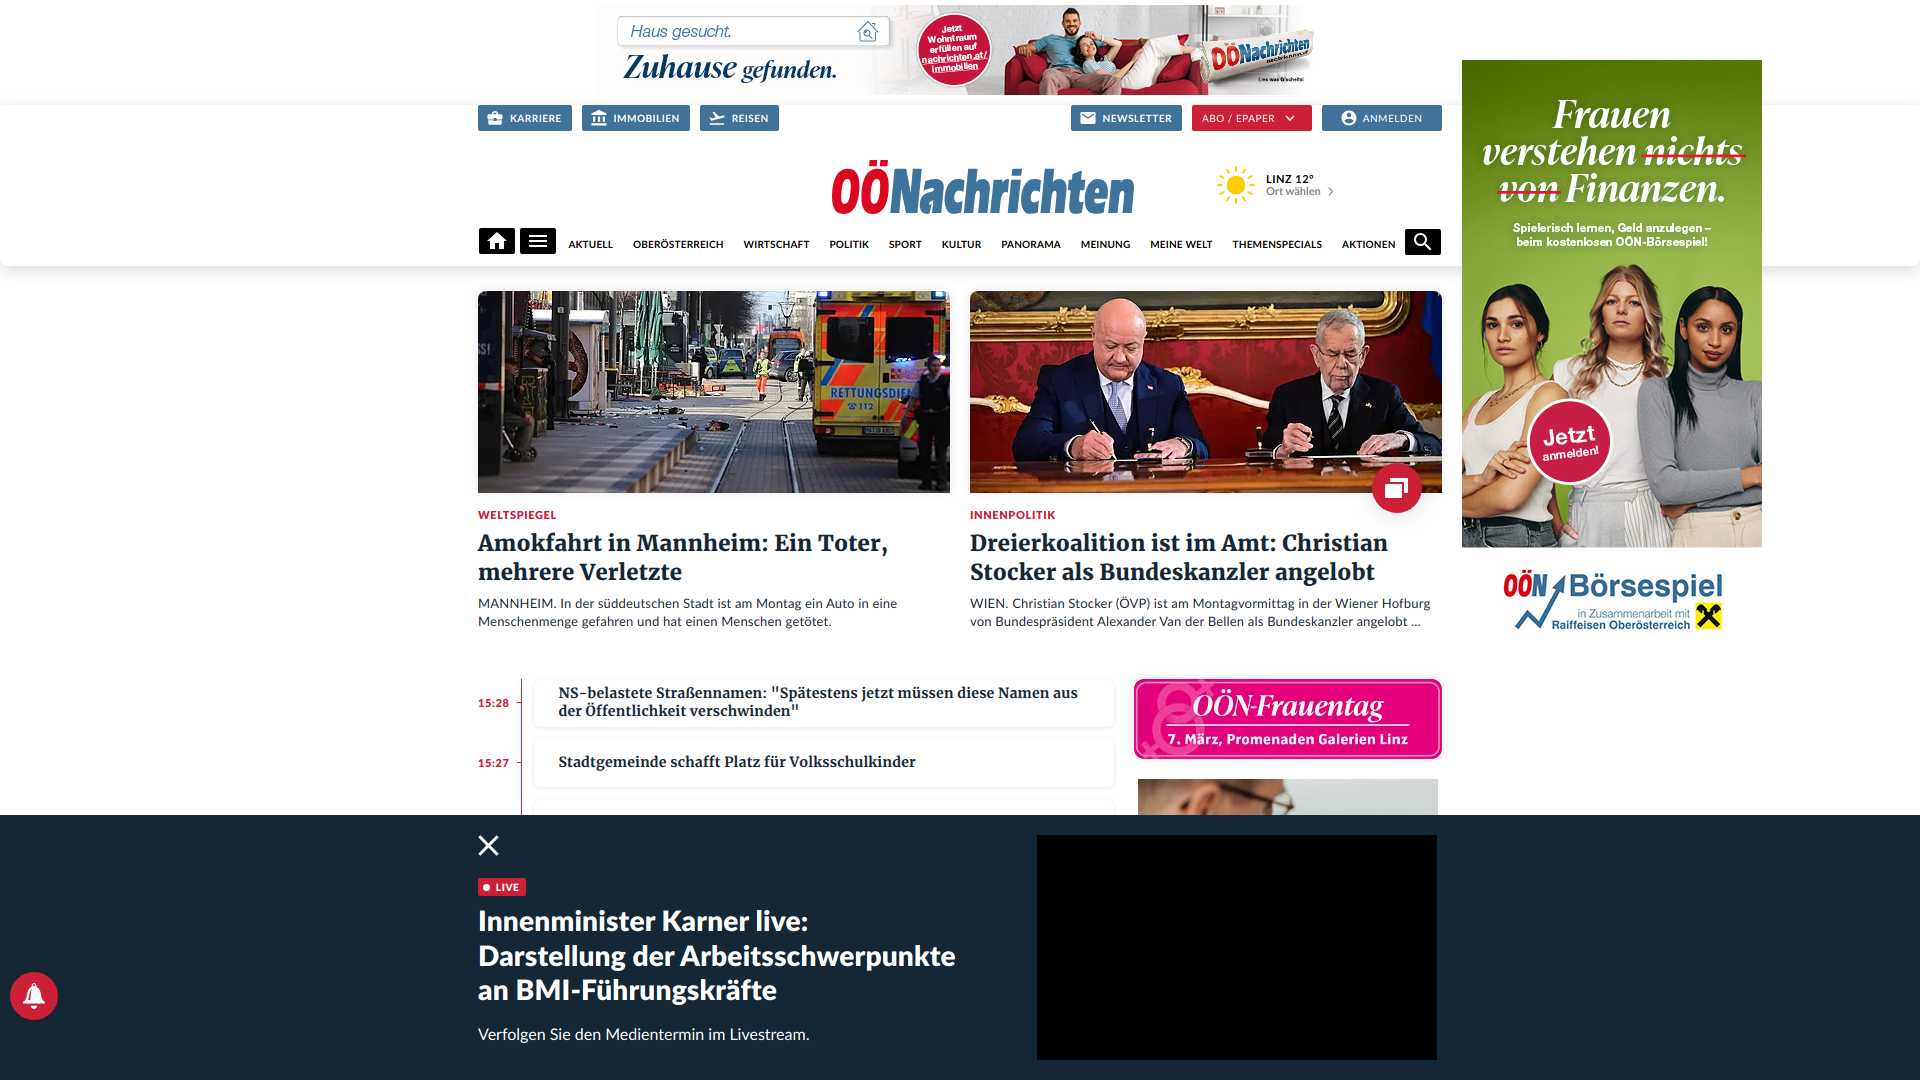 Haus gesucht.
Zuhause gefunden.
Jetzt
Wohntraum
erfüllen auf
nachrichten.at/
immobilien
OÖNachrichten
Lies was G'scheits!
KARRIERE
IMMOBILIEN
REISEN
NEWSLETTER
ABO / EPAPER
ANMELDEN
OÖNachrichten
LINZ 12°
Ort wählen
AKTUELL
OBERÖSTERREICH
WIRTSCHAFT
POLITIK
SPORT
KULTUR
PANORAMA
MEINUNG
MEINE WELT
THEMENSPECIALS
AKTIONEN
RETTUNGSDIE
112
WELTSPIEGEL
Amokfahrt in Mannheim: Ein Toter,
mehrere Verletzte
MANNHEIM. In der süddeutschen Stadt ist am Montag ein Auto in eine
Menschenmenge gefahren und hat einen Menschen getötet.
INNENPOLITIK
Dreierkoalition ist im Amt: Christian
Stocker als Bundeskanzler angelobt
WIEN. Christian Stocker (ÖVP) ist am Montagvormittag in der Wiener Hofburg
von Bundespräsident Alexander Van der Bellen als Bundeskanzler angelobt ...
Frauen
verstehen nichts
von Finanzen.
Spielerisch lernen, Geld anzulegen –
beim kostenlosen OÖN-Börsespiel!
Jetzt
anmelden!
OÖN Börsespiel
in Zusammenarbeit mit
Raiffeisen Oberösterreich
15:28
NS-belastete Straßennamen: "Spätestens jetzt müssen diese Namen aus
der Öffentlichkeit verschwinden"
15:27
Stadtgemeinde schafft Platz für Volksschulkinder
OÖN-Frauentag
7. März, Promenaden Galerien Linz
LIVE
Innenminister Karner live:
Darstellung der Arbeitsschwerpunkte
an BMI-Führungskräfte
Verfolgen Sie den Medientermin im Livestream.